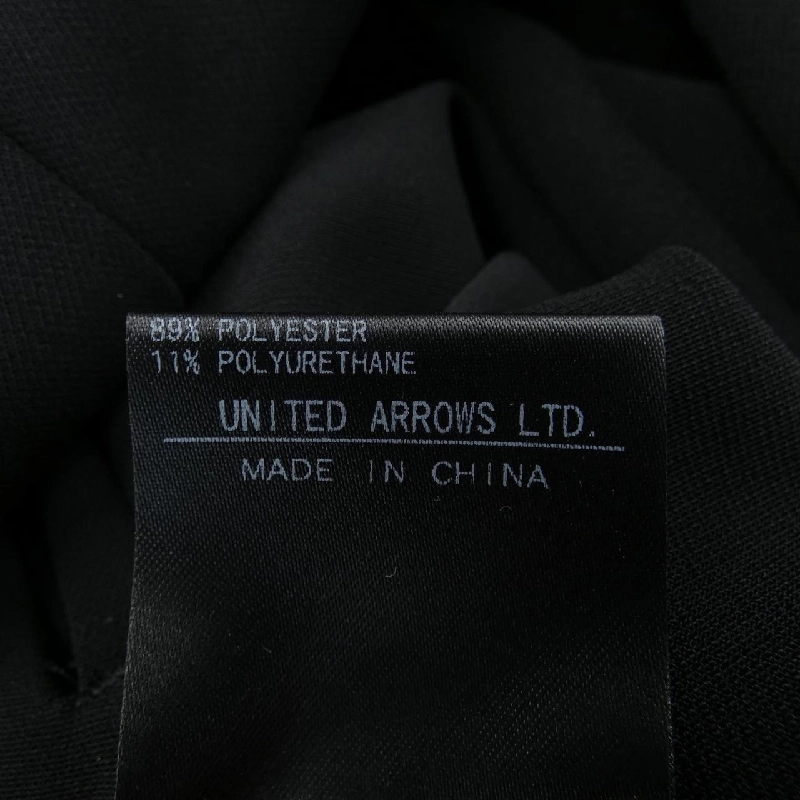 89% POLYESTER
11% POLYURETHANE
UNITED ARROWS LTD.
MADE IN CHINA